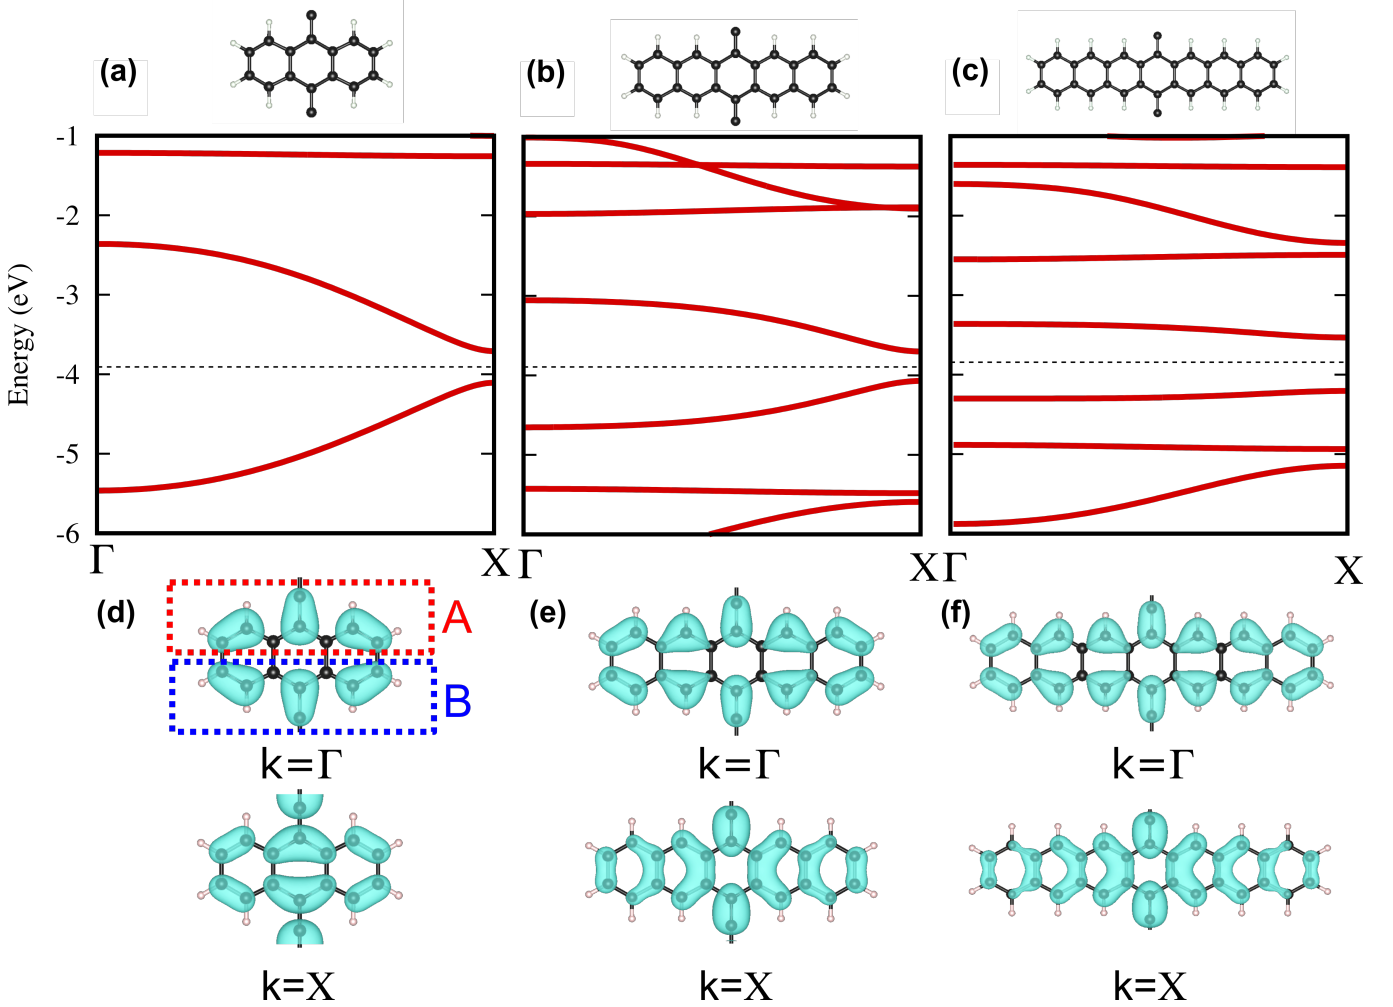 (a)
(b)
(c)
Energy (eV)
-1
-2
-3
-4
-5
-6
Γ
X
Γ
X
Γ
X
(d)
A
B
(e)
(f)
k=Γ
k=Γ
k=Γ
k=X
k=X
k=X